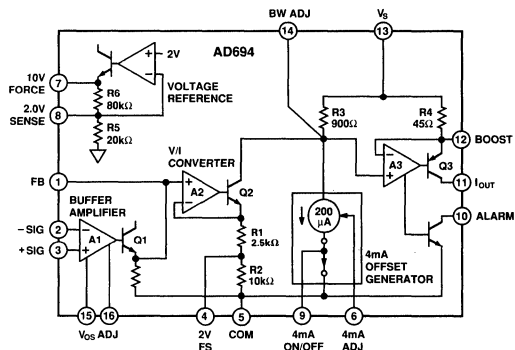 BW ADJ
V_S
14
13
AD694
2V
10V
FORCE
7
R6
80kΩ
VOLTAGE
REFERENCE
2.0V
SENSE
8
R5
20kΩ
R3
900Ω
R4
45Ω
12
BOOST
A3
Q3
11
I_OUT
V/I
CONVERTER
FB
1
A2
Q2
10
ALARM
BUFFER
AMPLIFIER
200
µA
-SIG
2
A1
Q1
+SIG
3
R1
2.5kΩ
4mA
OFFSET
GENERATOR
R2
10kΩ
15
16
4
5
9
6
V_OS ADJ
2V
FS
COM
4mA
ON/OFF
4mA
ADJ